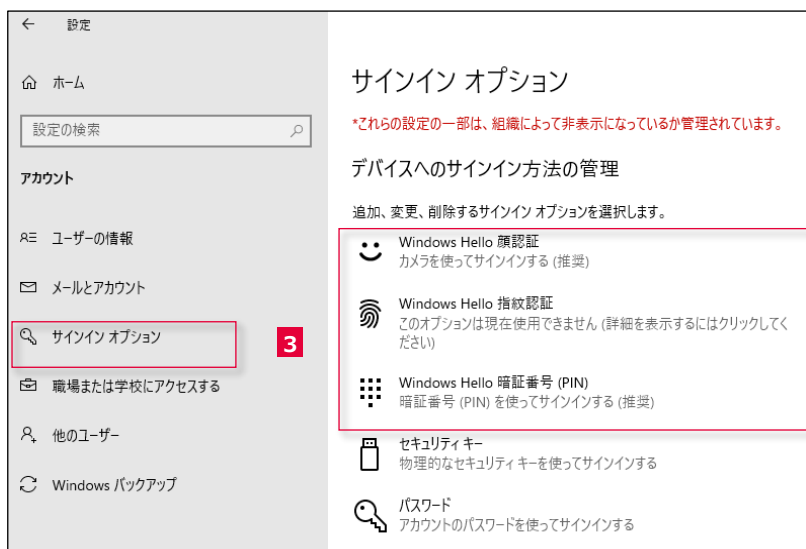 ← 設定
ホーム
設定の検索
アカウント
ユーザーの情報
メールとアカウント
サインイン オプション
3
職場または学校にアクセスする
他のユーザー
Windows バックアップ
サインイン オプション
*これらの設定の一部は、組織によって非表示になっているか管理されています。
デバイスへのサインイン方法の管理
追加、変更、削除するサインイン オプションを選択します。
Windows Hello 顔認証
カメラを使ってサインインする (推奨)
Windows Hello 指紋認証
このオプションは現在使用できません (詳細を表示するにはクリックしてく
ださい)
Windows Hello 暗証番号 (PIN)
暗証番号 (PIN) を使ってサインインする (推奨)
セキュリティ キー
物理的なセキュリティ キーを使ってサインインする
パスワード
アカウントのパスワードを使ってサインインする